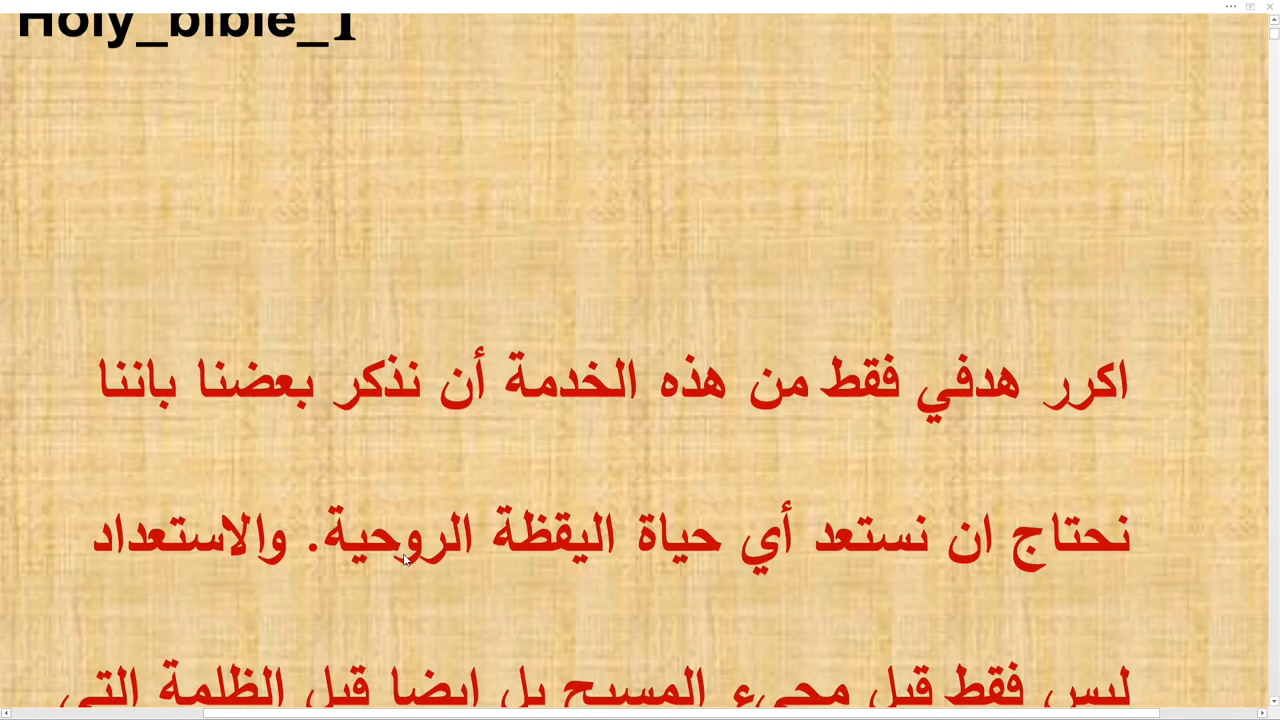 Holy_bible_1
اكرر هدفي فقط من هذه الخدمة أن نذكر بعضنا باننا
نحتاج ان نستعد أي حياة اليقظة الروحية. والاستعداد
ليس فقط قبل مجيء المسيح بل ايضا قبل الظلمة التي